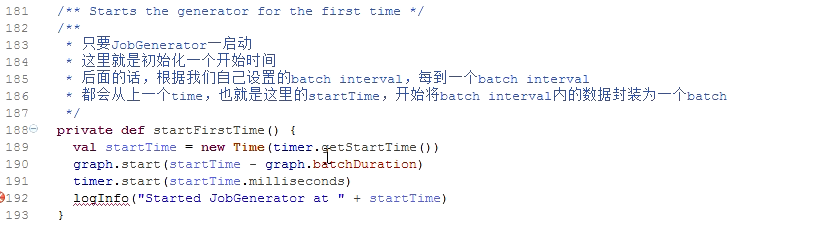 181 /** Starts the generator for the first time */
182 /**
183  * 只要JobGenerator一启动
184  * 这里就是初始化一个开始时间
185  * 后面的话，根据我们自己设置的batch interval，每到一个batch interval
186  * 都会从上一个time，也就是这里的startTime，开始将batch interval内的数据封装为一个batch
187  */
188 private def startFirstTime() {
189 val startTime = new Time(timer.getStartTime())
190 graph.start(startTime - graph.batchDuration)
191 timer.start(startTime.milliseconds)
192 logInfo("Started JobGenerator at " + startTime)
193 }